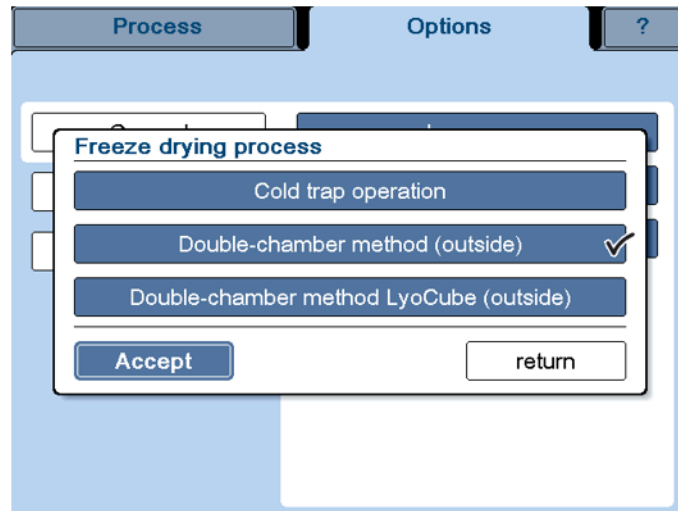 Process Options ?
Freeze drying process
Cold trap operation
Double-chamber method (outside)
Double-chamber method LyoCube (outside)
Accept return